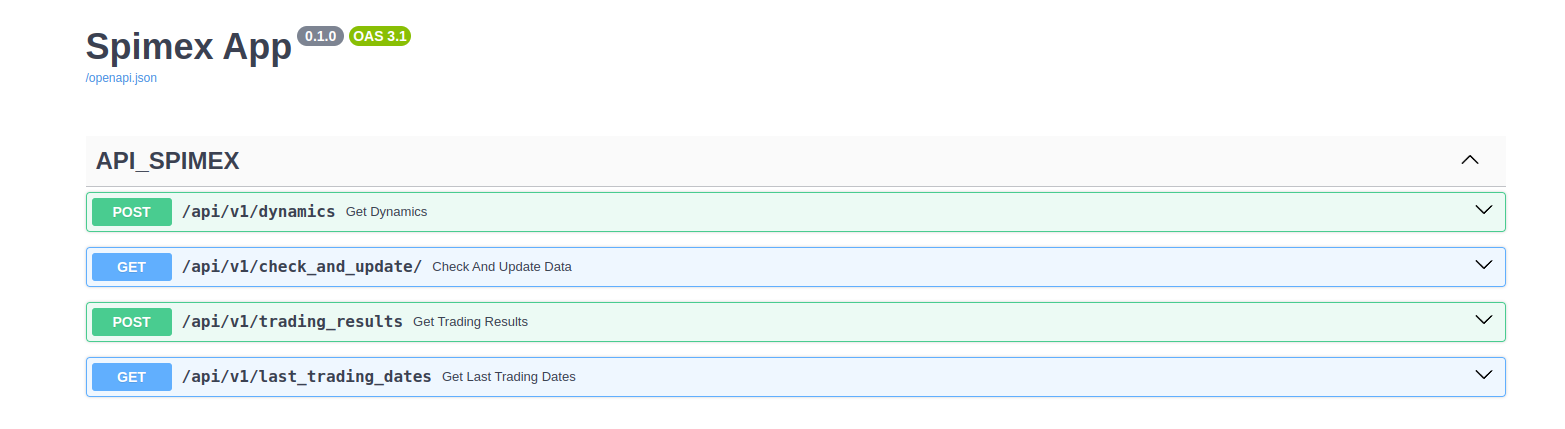 Spimex App 0.1.0 OAS 3.1
/openapi.json
API_SPIMEX
POST /api/v1/dynamics Get Dynamics
GET /api/v1/check_and_update/ Check And Update Data
POST /api/v1/trading_results Get Trading Results
GET /api/v1/last_trading_dates Get Last Trading Dates